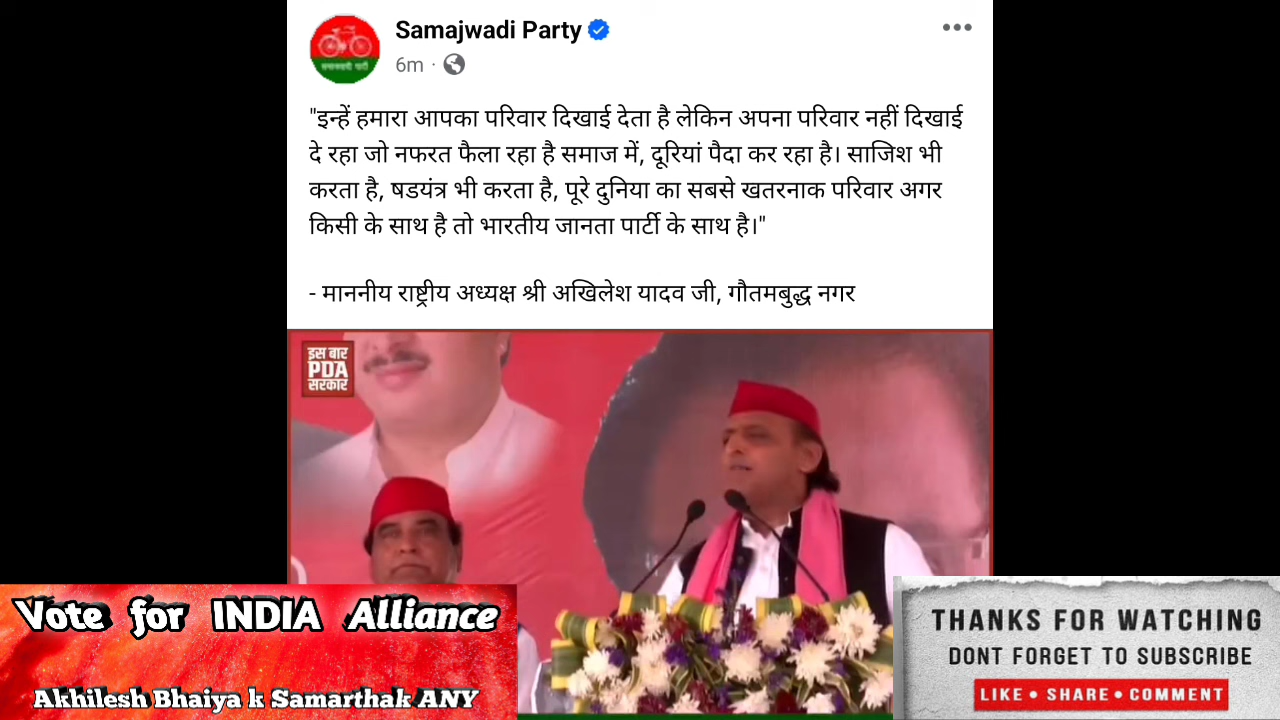 Samajwadi Party
6m ·
"इन्हें हमारा आपका परिवार दिखाई देता है लेकिन अपना परिवार नहीं दिखाई
दे रहा जो नफरत फैला रहा है समाज में, दूरियां पैदा कर रहा है। साजिश भी
करता है, षडयंत्र भी करता है, पूरे दुनिया का सबसे खतरनाक परिवार अगर
किसी के साथ है तो भारतीय जानता पार्टी के साथ है।"
- माननीय राष्ट्रीय अध्यक्ष श्री अखिलेश यादव जी, गौतमबुद्ध नगर
इस बार
PDA
सरकार
Vote for INDIA Alliance
Akhilesh Bhaiya k Samarthak ANY
THANKS FOR WATCHING
DONT FORGET TO SUBSCRIBE
LIKE • SHARE • COMMENT